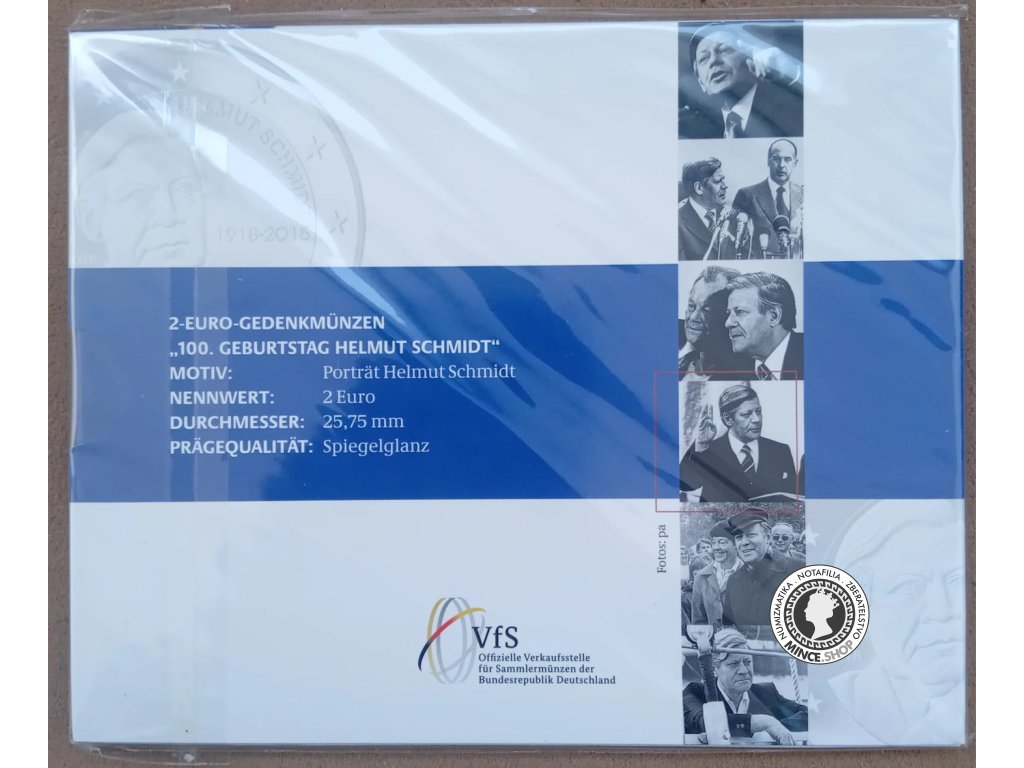 HELMUT SCHMIDT
1918-2015
2-EURO-GEDENKMÜNZEN
„100. GEBURTSTAG HELMUT SCHMIDT“
MOTIV: Porträt Helmut Schmidt
NENNWERT: 2 Euro
DURCHMESSER: 25,75 mm
PRÄGEQUALITÄT: Spiegelglanz
Fotos: pa
VfS
Offizielle Verkaufsstelle
für Sammlermünzen der
Bundesrepublik Deutschland
NUMIZMATIKA . NOTAFILIA . ZBERATELSTVO
MINCE.SHOP